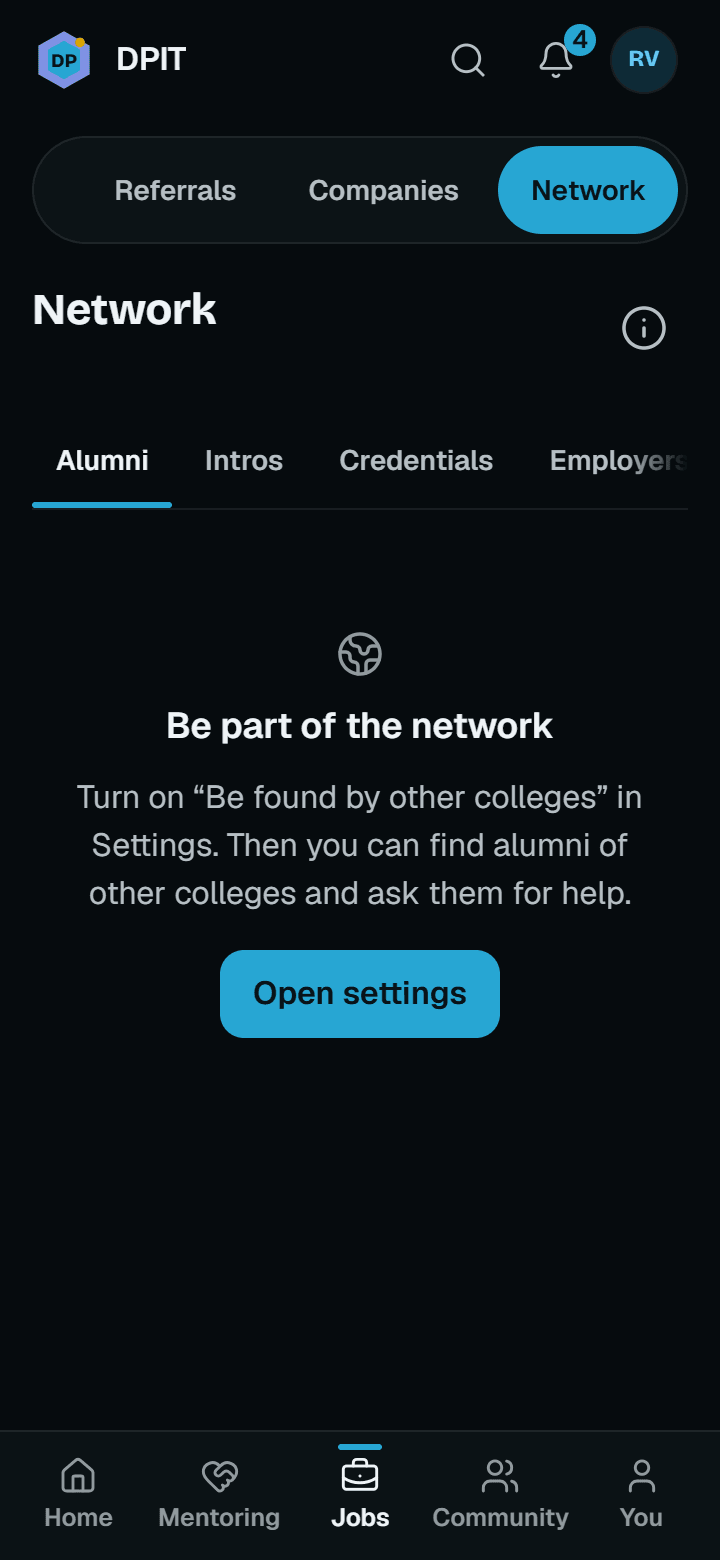 DP DPIT 4 RV
Referrals Companies Network
Network
Alumni Intros Credentials Employers
Be part of the network
Turn on “Be found by other colleges” in
Settings. Then you can find alumni of
other colleges and ask them for help.
Open settings
Home Mentoring Jobs Community You